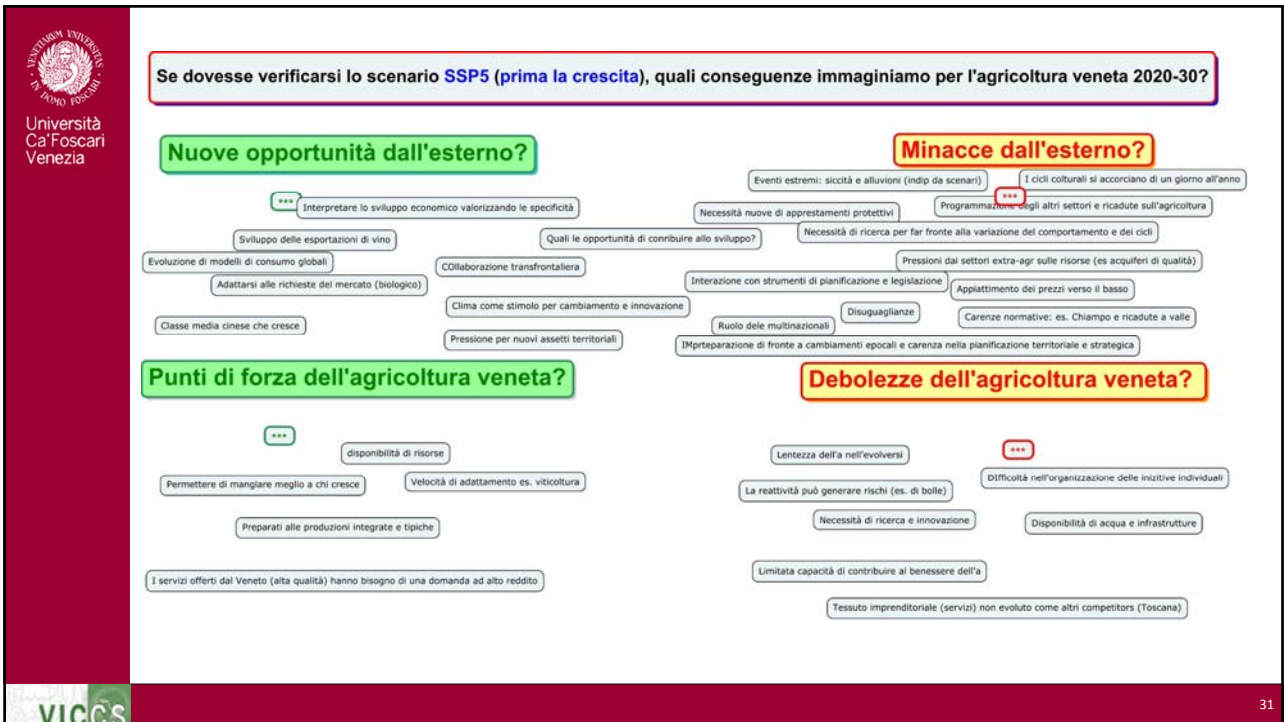 VENETARUM UNIVERSITAS
IN DOMO FOSCARI
Università
Ca'Foscari
Venezia
Se dovesse verificarsi lo scenario SSP5 (prima la crescita), quali conseguenze immaginiamo per l'agricoltura veneta 2020-30?
Nuove opportunità dall'esterno?
***
Interpretare lo sviluppo economico valorizzando le specificità
Sviluppo delle esportazioni di vino
Quali le opportunità di conribuire allo sviluppo?
Evoluzione di modelli di consumo globali
COllaborazione transfrontaliera
Adattarsi alle richieste del mercato (biologico)
Clima come stimolo per cambiamento e innovazione
Classe media cinese che cresce
Pressione per nuovi assetti territoriali
Minacce dall'esterno?
Eventi estremi: siccità e alluvioni (indip da scenari)
I cicli colturali si accorciano di un giorno all'anno
***
Necessità nuove di apprestamenti protettivi
Programmazione degli altri settori e ricadute sull'agricoltura
Necessità di ricerca per far fronte alla variazione del comportamento e dei cicli
Pressioni dai settori extra-agr sulle risorse (es acquiferi di qualità)
Interazione con strumenti di pianificazione e legislazione
Appiattimento dei prezzi verso il basso
Disuguaglianze
Carenze normative: es. Chiampo e ricadute a valle
Ruolo dele multinazionali
IMprteparazione di fronte a cambiamenti epocali e carenza nella pianificazione territoriale e strategica
Punti di forza dell'agricoltura veneta?
***
disponibilità di risorse
Permettere di mangiare meglio a chi cresce
Velocità di adattamento es. viticoltura
Preparati alle produzioni integrate e tipiche
I servizi offerti dal Veneto (alta qualità) hanno bisogno di una domanda ad alto reddito
Debolezze dell'agricoltura veneta?
***
Lentezza dell'a nell'evolversi
DIfficoltà nell'organizzazione delle inizitive individuali
La reattività può generare rischi (es. di bolle)
Necessità di ricerca e innovazione
Disponibilità di acqua e infrastrutture
Limitata capacità di contribuire al benessere dell'a
Tessuto imprenditoriale (servizi) non evoluto come altri competitors (Toscana)
VICCS
31